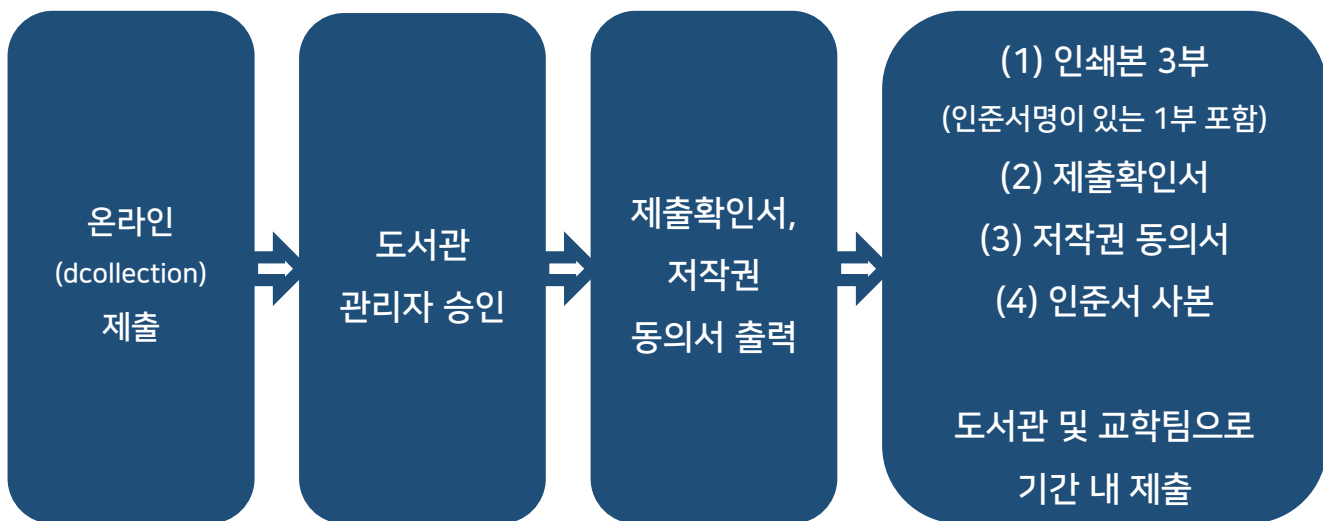 온라인
(dcollection)
제출
도서관
관리자 승인
제출확인서,
저작권
동의서 출력
(1) 인쇄본 3부
(인준서명이 있는 1부 포함)
(2) 제출확인서
(3) 저작권 동의서
(4) 인준서 사본
도서관 및 교학팀으로
기간 내 제출